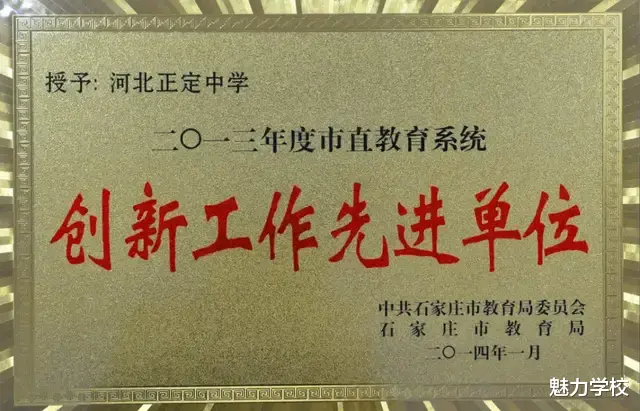 授予: 河北正定中学
二〇一三年度市直教育系统
创新工作先进单位
中共石家庄市教育局委员会
石家庄市教育局
二〇一四年一月
魅力学校